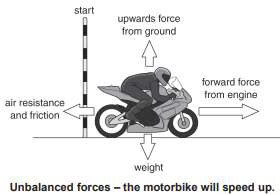 start
upwards force
from ground
forward force
from engine
air resistance
and friction
weight
Unbalanced forces – the motorbike will speed up.